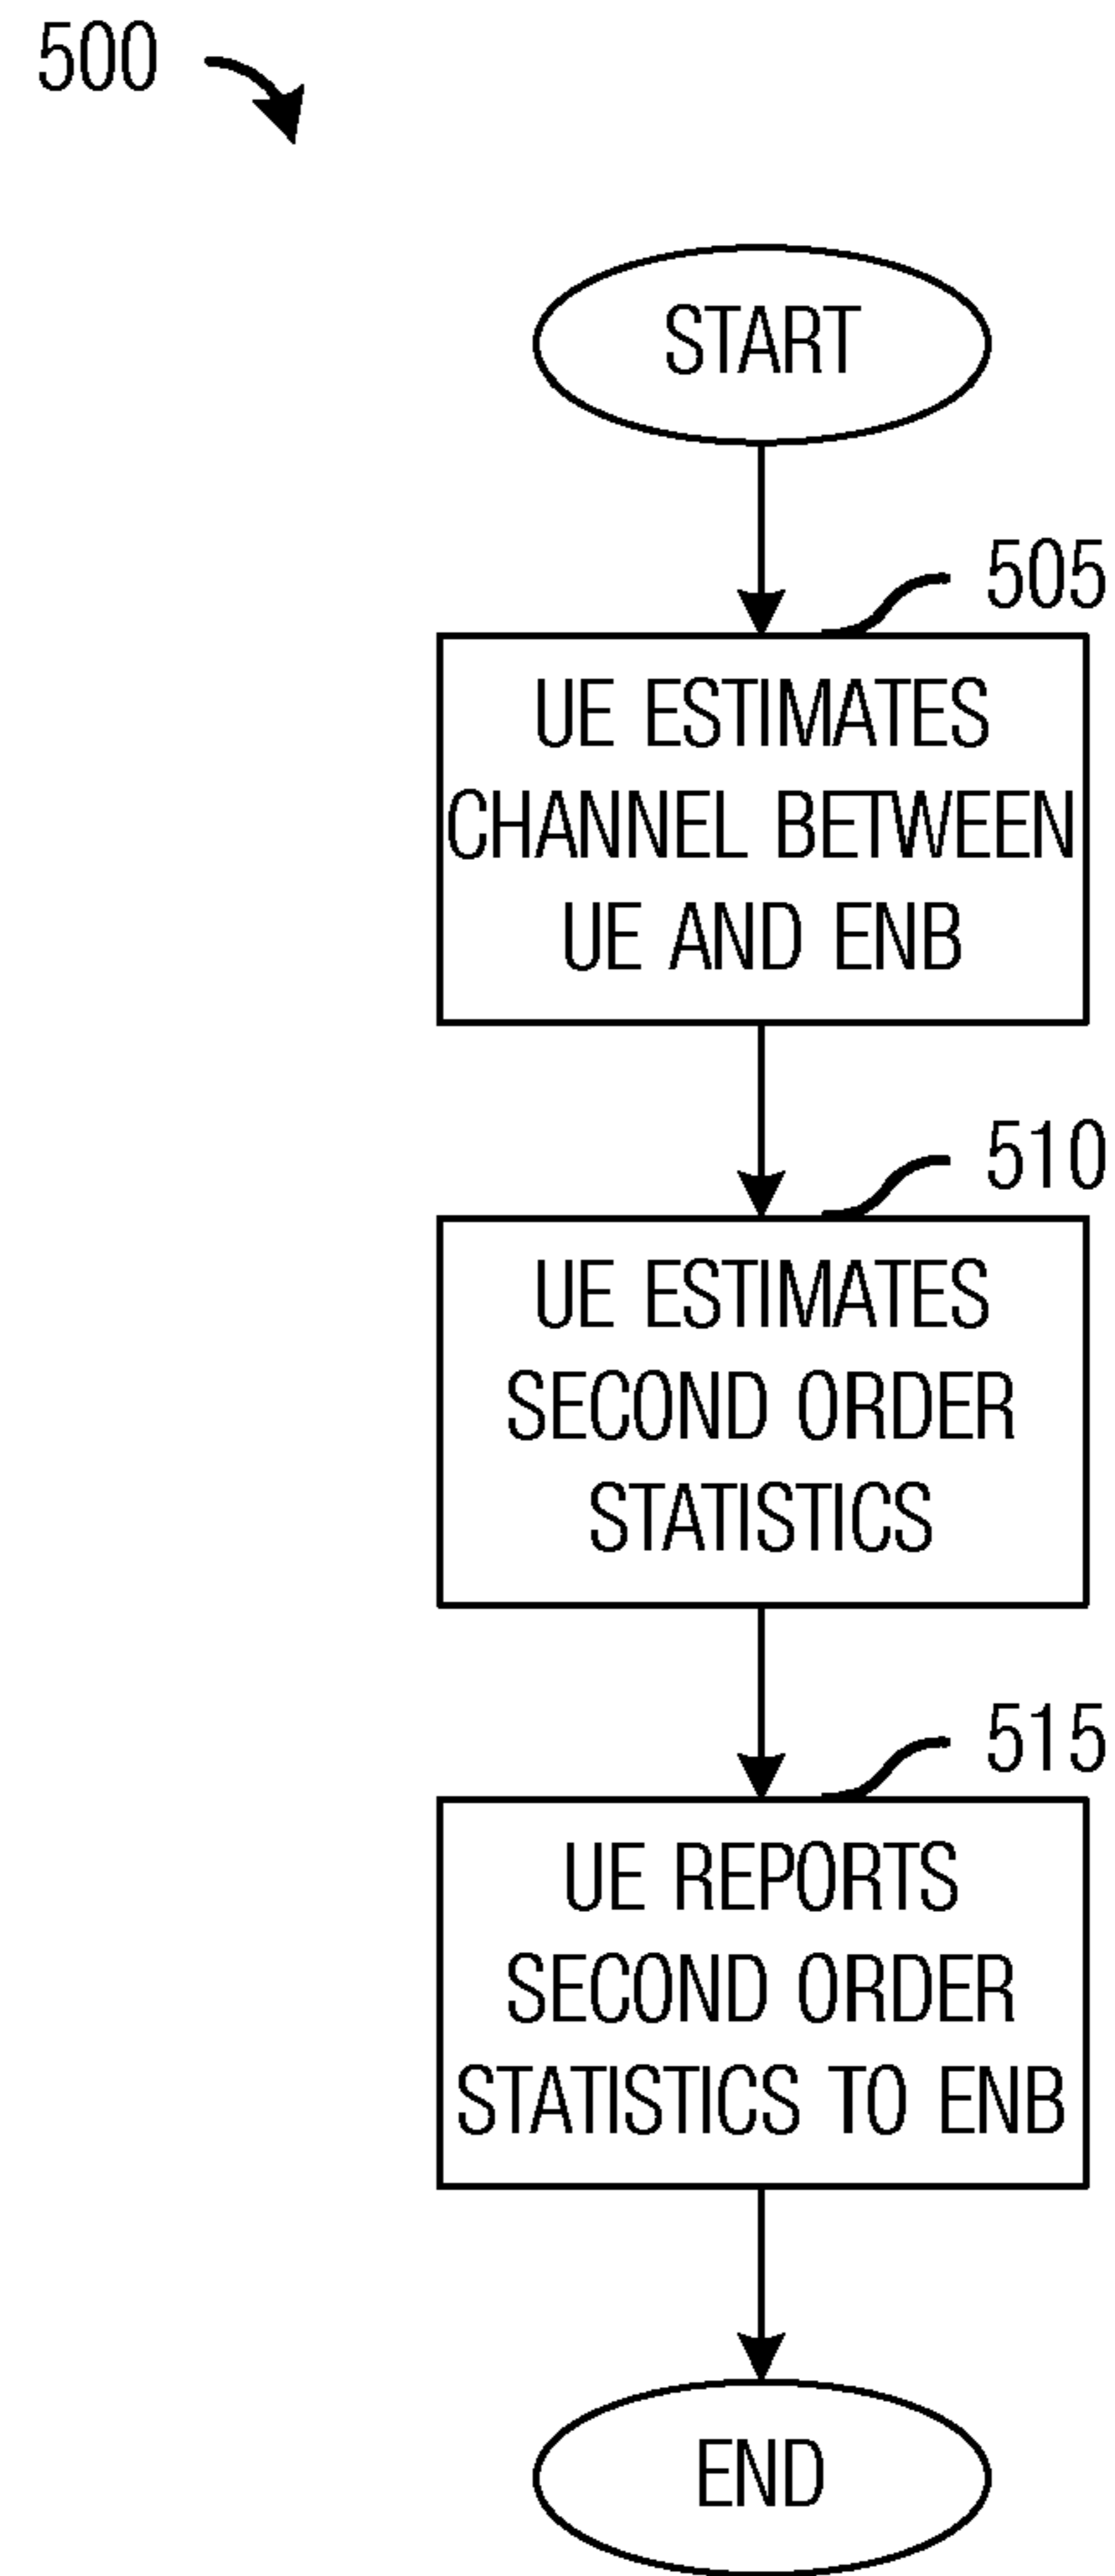 500
START
505
UE ESTIMATES
CHANNEL BETWEEN
UE AND ENB
510
UE ESTIMATES
SECOND ORDER
STATISTICS
515
UE REPORTS
SECOND ORDER
STATISTICS TO ENB
END